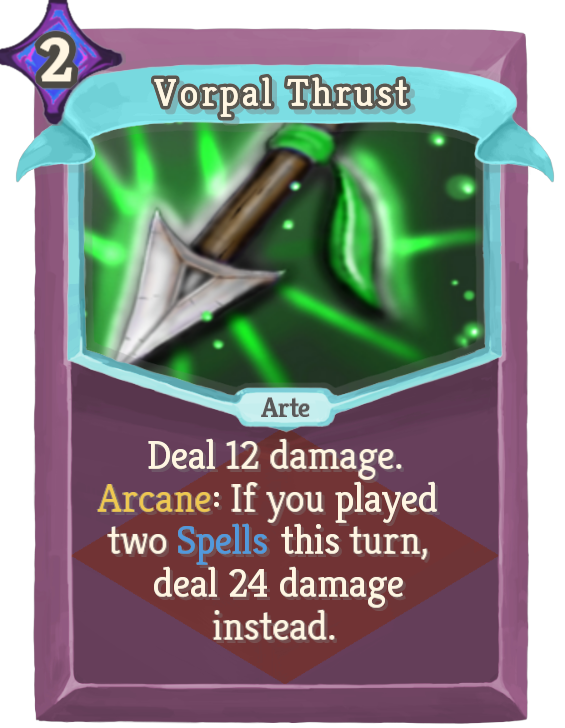 2
Vorpal Thrust
Arte
Deal 12 damage.
Arcane: If you played
two Spells this turn,
deal 24 damage
instead.